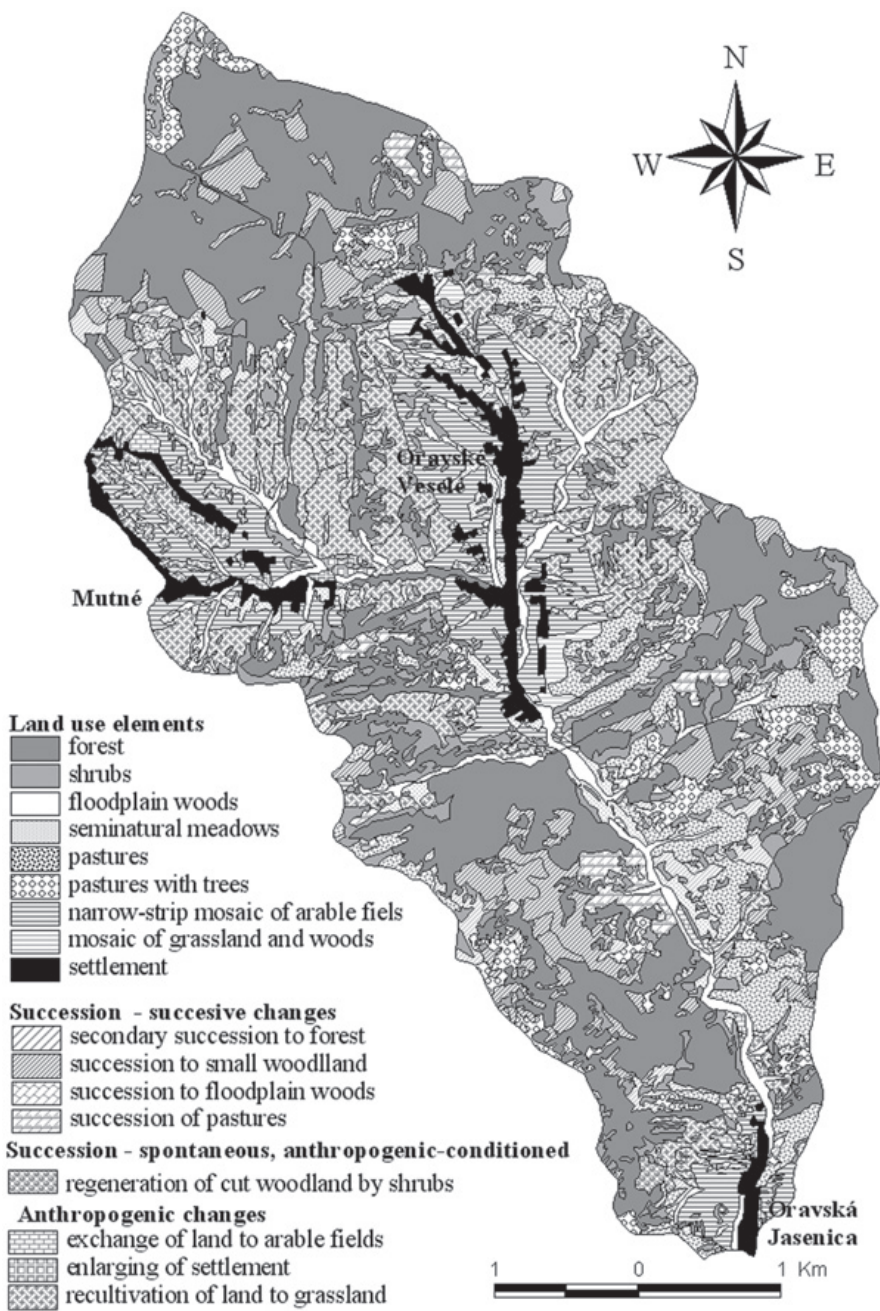 N
W E
S
Oravské
Veselé
Mutné
Land use elements
forest
shrubs
floodplain woods
seminatural meadows
pastures
pastures with trees
narrow-strip mosaic of arable fiels
mosaic of grassland and woods
settlement
Succession - succesive changes
secondary succession to forest
succession to small woodlland
succession to floodplain woods
succession of pastures
Succession - spontaneous, anthropogenic-conditioned
regeneration of cut woodland by shrubs
Anthropogenic changes
exchange of land to arable fields
enlarging of settlement
recultivation of land to grassland
Oravská
Jasenica
1 0 1 Km